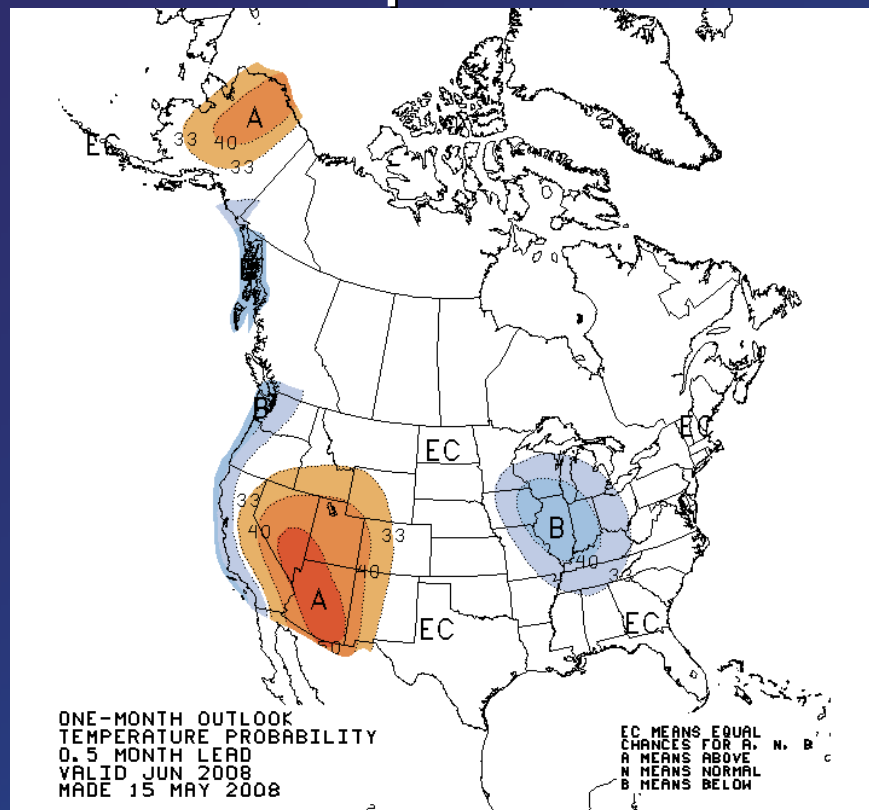 A
33
40
33
EC
B
EC
EC
33
40
33
40
A
50
B
40
EC
EC
ONE-MONTH OUTLOOK
TEMPERATURE PROBABILITY
0.5 MONTH LEAD
VALID JUN 2008
MADE 15 MAY 2008
EC MEANS EQUAL
CHANCES FOR A, N, B
A MEANS ABOVE
N MEANS NORMAL
B MEANS BELOW